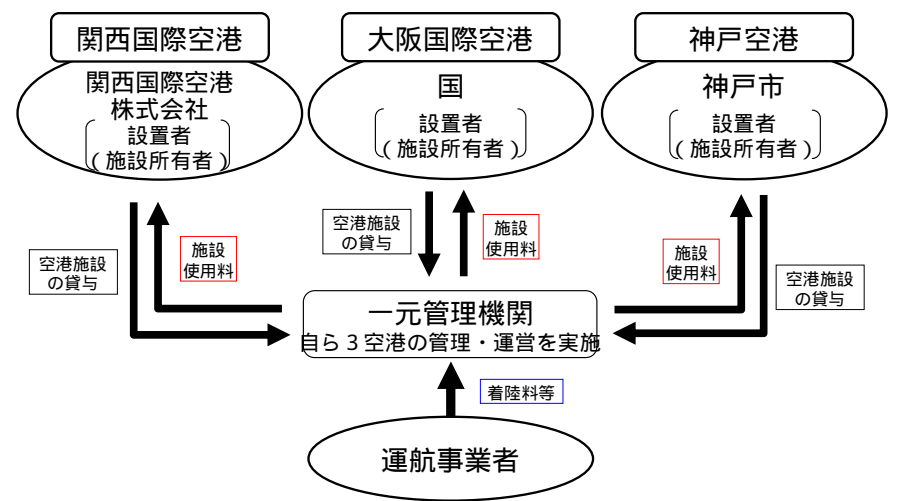 関西国際空港
関西国際空港
株式会社
設置者
(施設所有者)
大阪国際空港
国
設置者
(施設所有者)
神戸空港
神戸市
設置者
(施設所有者)
空港施設
の貸与
施設
使用料
空港施設
の貸与
施設
使用料
施設
使用料
空港施設
の貸与
一元管理機関
自ら3空港の管理・運営を実施
着陸料等
運航事業者